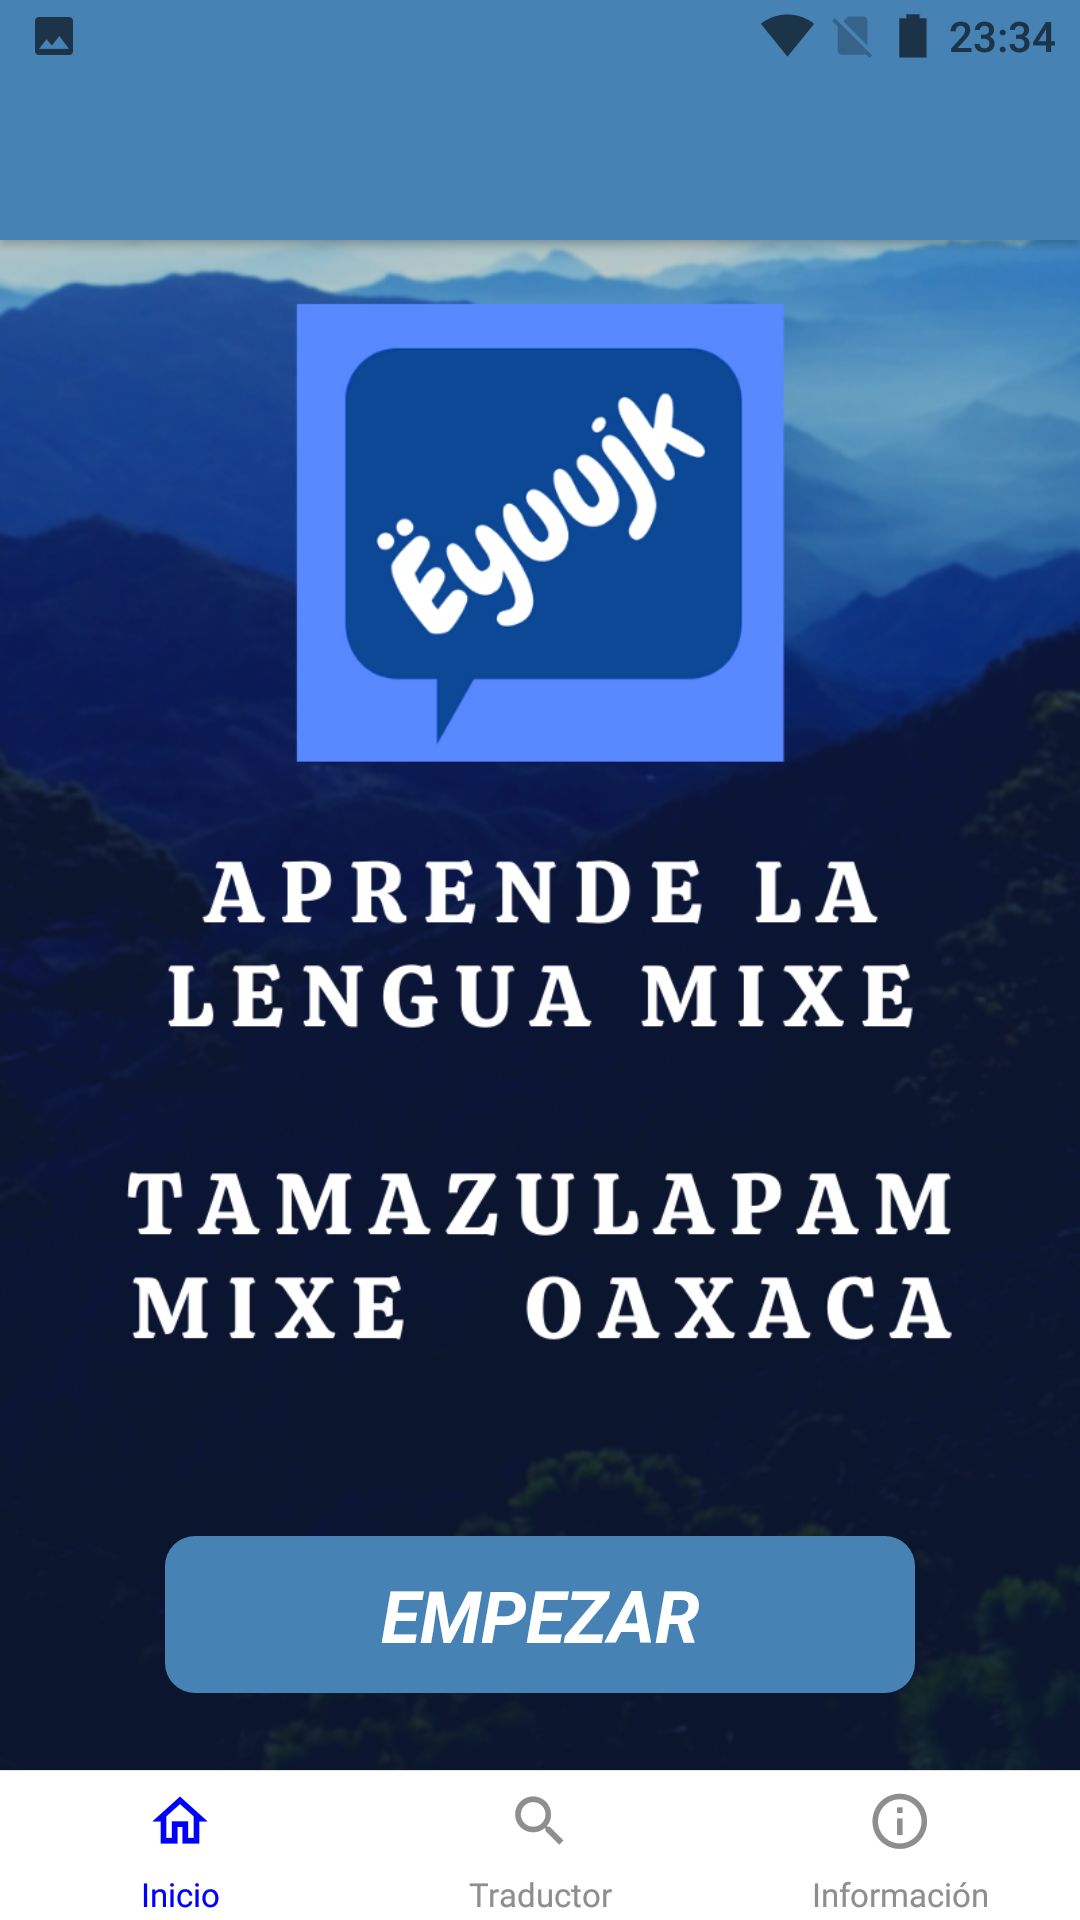 23:34
Ëyuujk
APRENDE LA
LENGUA MIXE
TAMAZULAPAM
MIXE OAXACA
EMPEZAR
Inicio
Traductor
Información